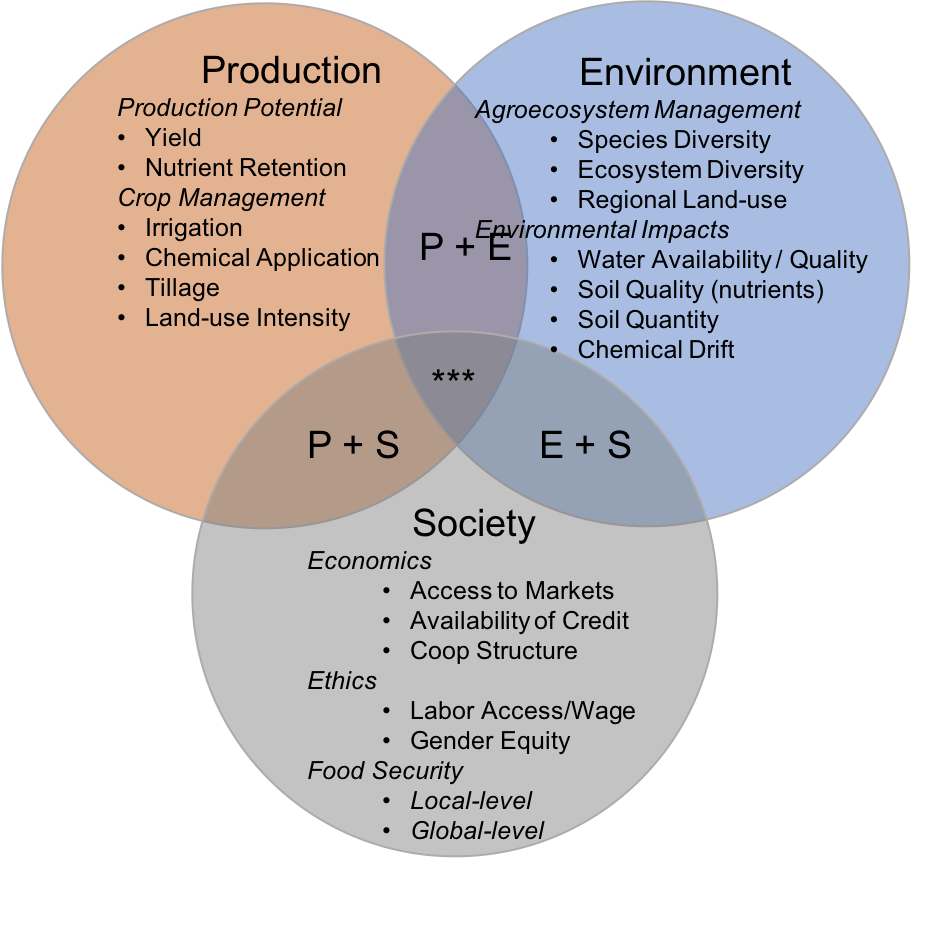 Production
Production Potential
• Yield
• Nutrient Retention
Crop Management
• Irrigation
• Chemical Application
• Tillage
• Land-use Intensity
Environment
Agroecosystem Management
• Species Diversity
• Ecosystem Diversity
• Regional Land-use
Environmental Impacts
• Water Availability / Quality
• Soil Quality (nutrients)
• Soil Quantity
• Chemical Drift
P + E
***
P + S
E + S
Society
Economics
• Access to Markets
• Availability of Credit
• Coop Structure
Ethics
• Labor Access/Wage
• Gender Equity
Food Security
• Local-level
• Global-level